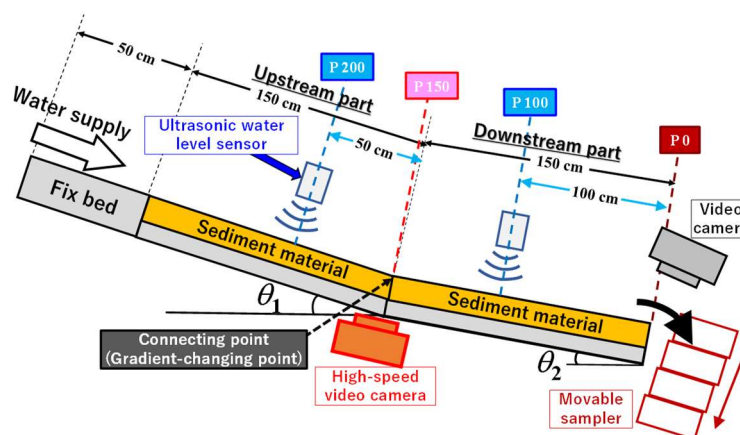 50 cm
P 200
P 150
P 100
P 0
Upstream part
150 cm
Water supply
Ultrasonic water
level sensor
50 cm
Downstream part
150 cm
100 cm
Fix bed
Video
camer
Sediment material
Sediment material
θ1
θ2
Connecting point
(Gradient-changing point)
High-speed
video camera
Movable
sampler